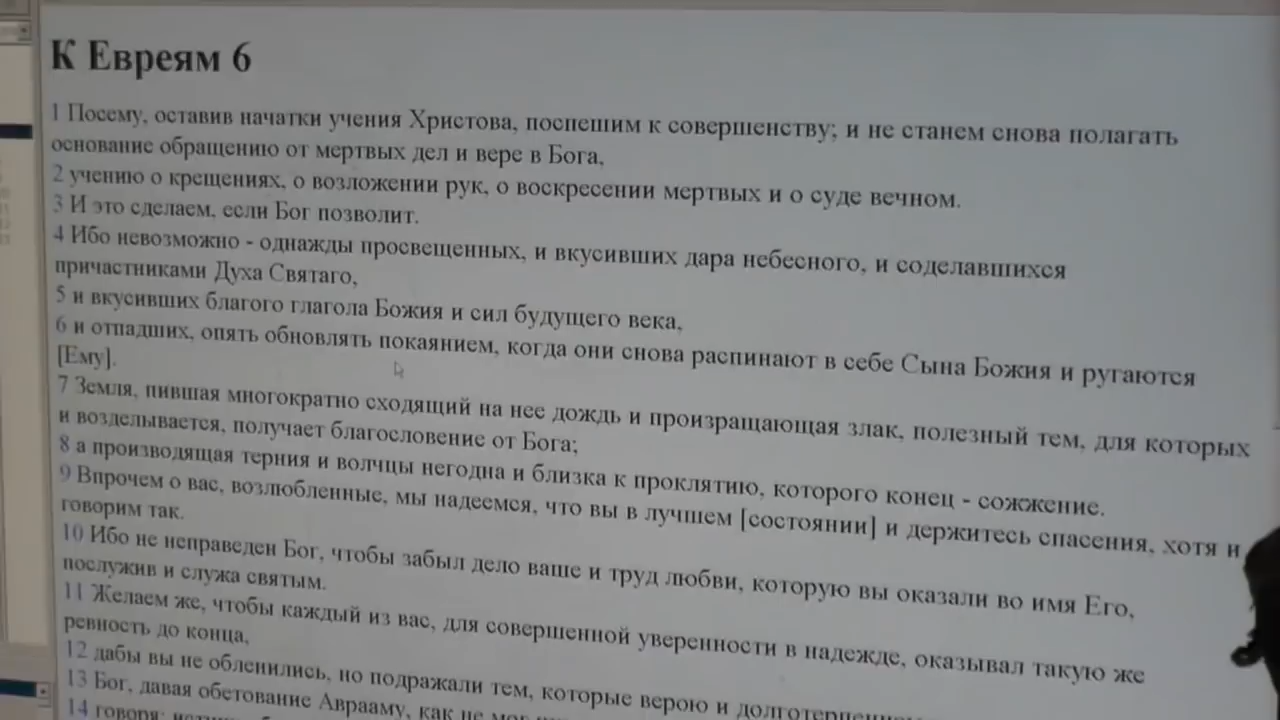 К Евреям 6
1 Посему, оставив начатки учения Христова, поспешим к совершенству; и не станем снова полагать
основание обращению от мертвых дел и вере в Бога,
2 учению о крещениях, о возложении рук, о воскресении мертвых и о суде вечном.
3 И это сделаем, если Бог позволит.
4 Ибо невозможно - однажды просвещенных, и вкусивших дара небесного, и соделавшихся
причастниками Духа Святаго,
5 и вкусивших благого глагола Божия и сил будущего века,
6 и отпадших, опять обновлять покаянием, когда они снова распинают в себе Сына Божия и ругаются
[Ему].
7 Земля, пившая многократно сходящий на нее дождь и произращающая злак, полезный тем, для которых
и возделывается, получает благословение от Бога;
8 а производящая терния и волчцы негодна и близка к проклятию, которого конец - сожжение.
9 Впрочем о вас, возлюбленные, мы надеемся, что вы в лучшем [состоянии] и держитесь спасения, хотя и
говорим так.
10 Ибо не неправеден Бог, чтобы забыл дело ваше и труд любви, которую вы оказали во имя Его,
послужив и служа святым.
11 Желаем же, чтобы каждый из вас, для совершенной уверенности в надежде, оказывал такую же
ревность до конца,
12 дабы вы не обленились, но подражали тем, которые верою и
13 Бог, давая обетование Аврааму, как не
14 говоря: